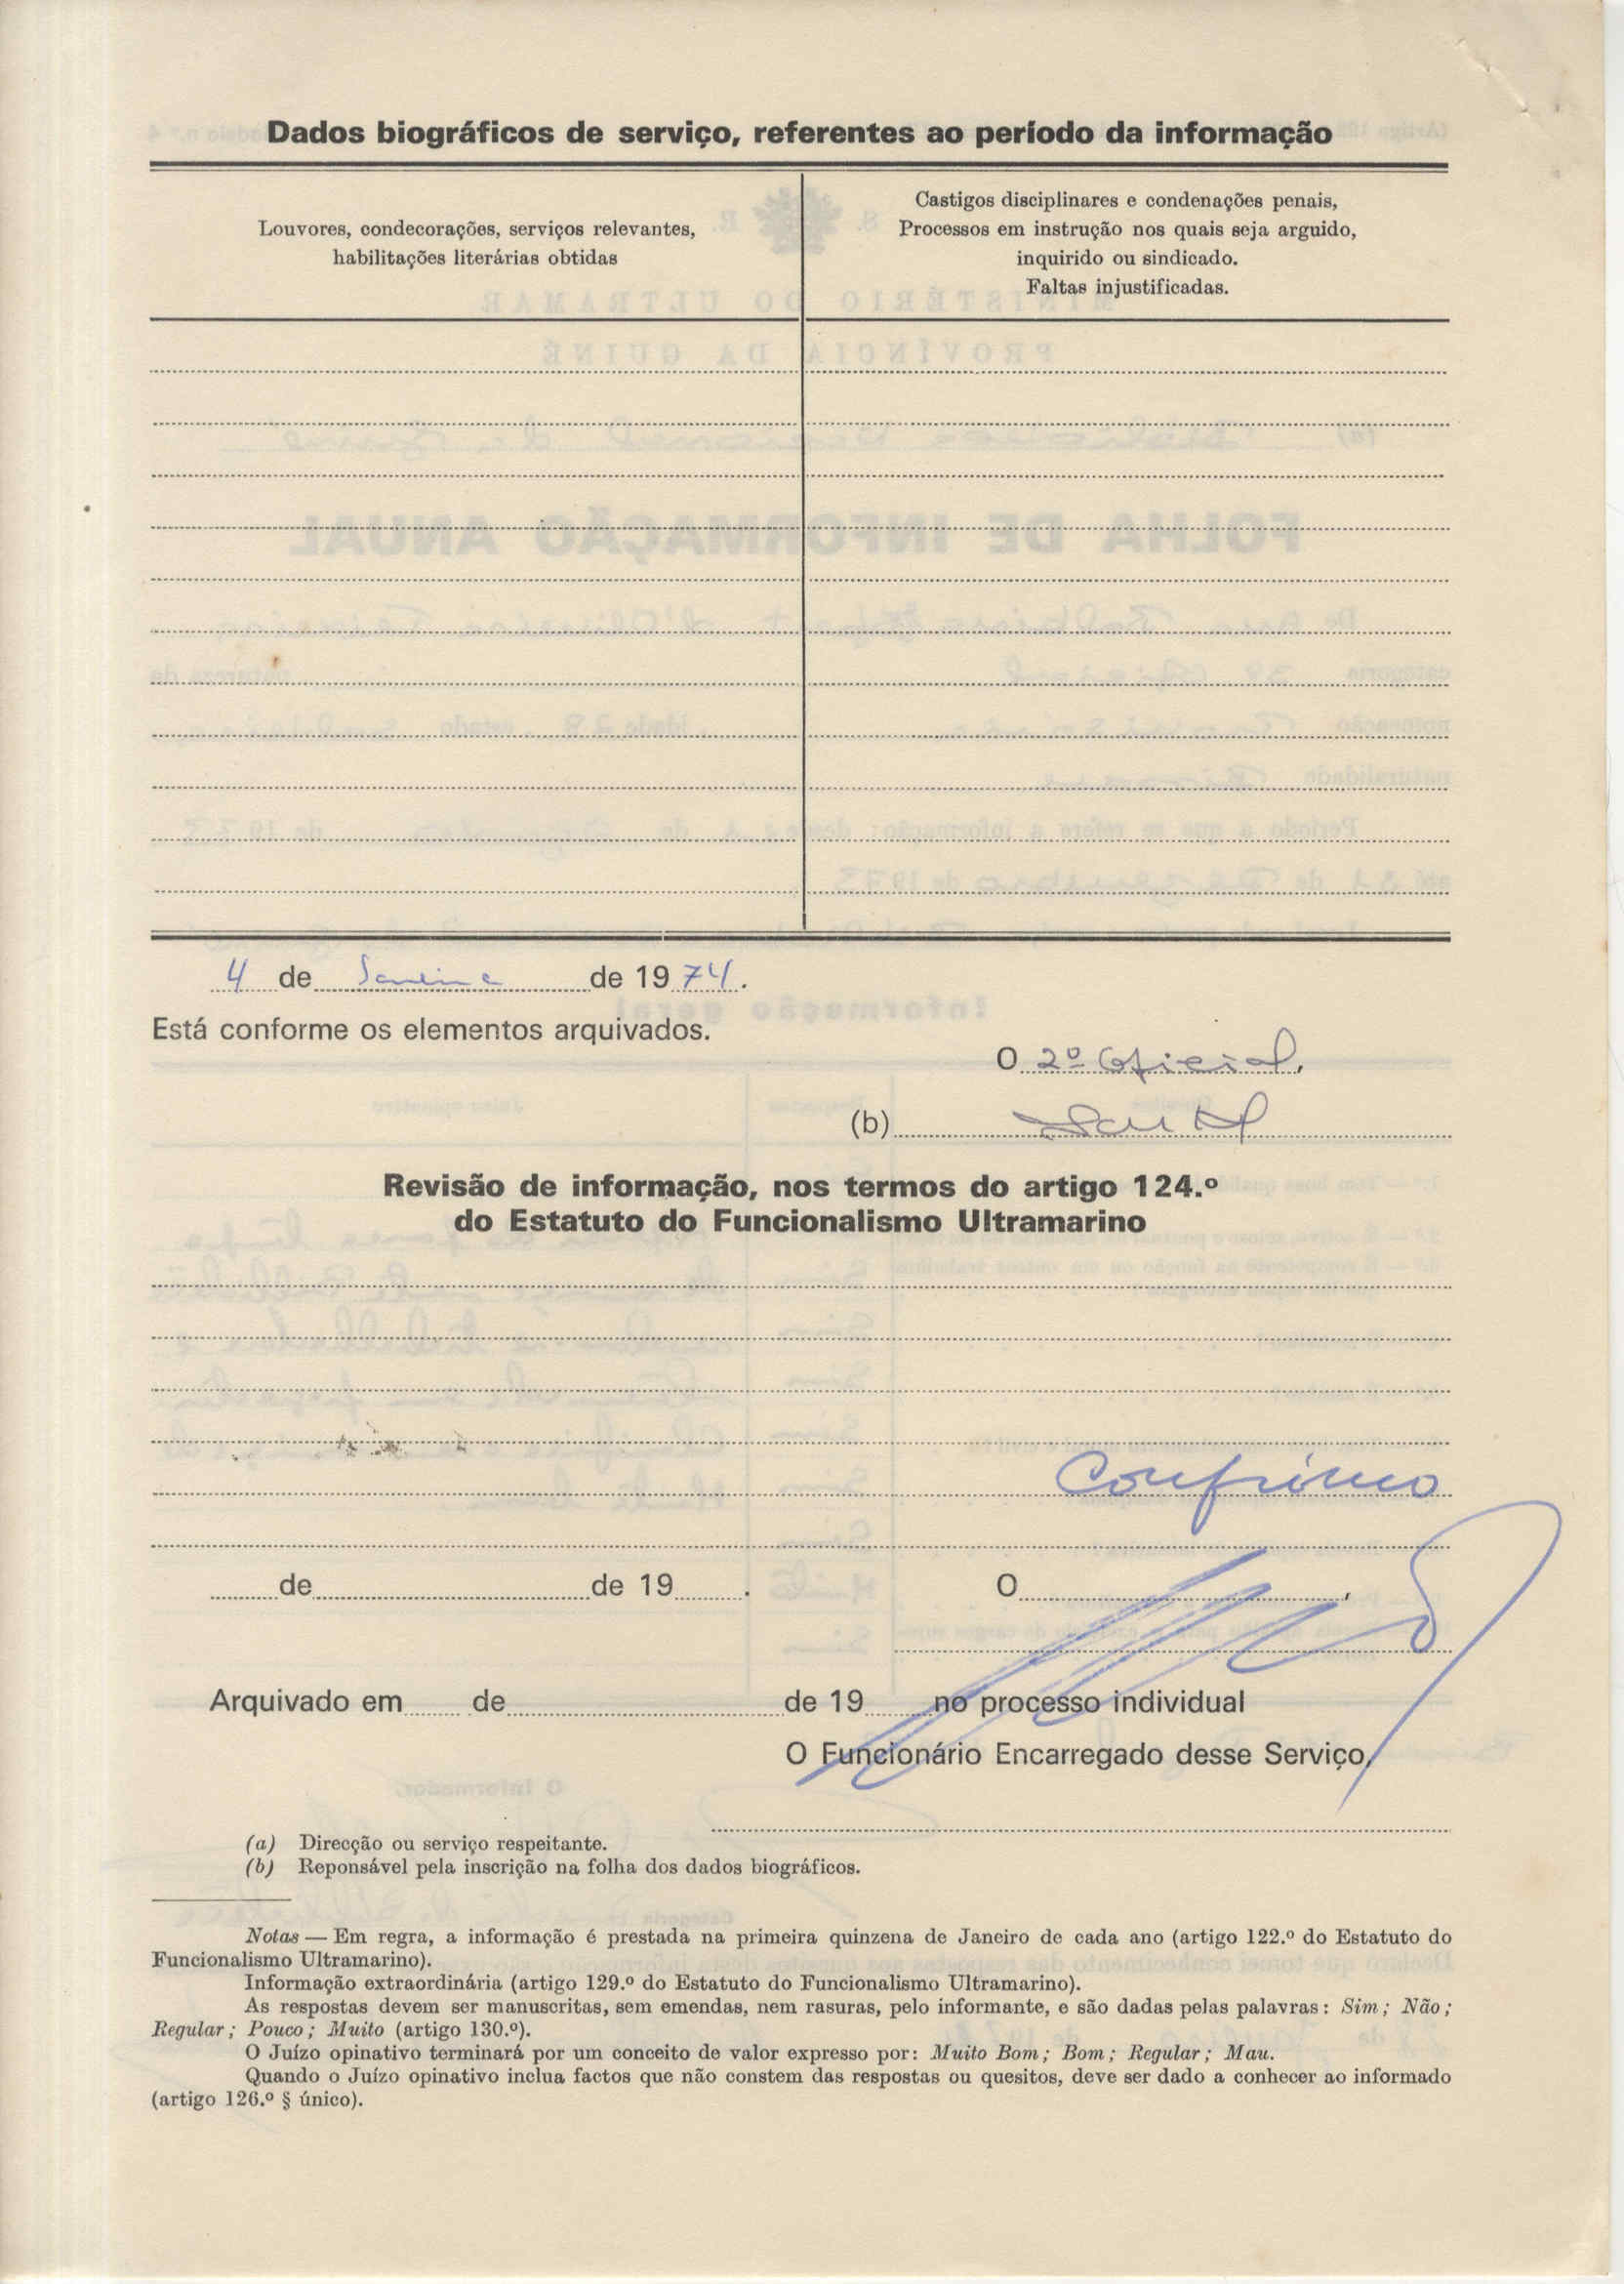 Dados biográficos de serviço, referentes ao período da informação
Louvores, condecorações, serviços relevantes,
habilitações literárias obtidas
Castigos disciplinares e condenações penais,
Processos em instrução nos quais seja arguido,
inquirido ou sindicado.
Faltas injustificadas.
4 de Janeiro de 1974.
Está conforme os elementos arquivados.
O 2º Oficial,
(b)
Revisão de informação, nos termos do artigo 124.º
do Estatuto do Funcionalismo Ultramarino
Confirmo
de de 19 .
O ,
Arquivado em de de 19 no processo individual
O Funcionário Encarregado desse Serviço,
(a) Direcção ou serviço respeitante.
(b) Reponsável pela inscrição na folha dos dados biográficos.
Notas — Em regra, a informação é prestada na primeira quinzena de Janeiro de cada ano (artigo 122.º do Estatuto do
Funcionalismo Ultramarino).
Informação extraordinária (artigo 129.º do Estatuto do Funcionalismo Ultramarino).
As respostas devem ser manuscritas, sem emendas, nem rasuras, pelo informante, e são dadas pelas palavras: Sim; Não;
Regular; Pouco; Muito (artigo 130.º).
O Juízo opinativo terminará por um conceito de valor expresso por: Muito Bom; Bom; Regular; Mau.
Quando o Juízo opinativo inclua factos que não constem das respostas ou quesitos, deve ser dado a conhecer ao informado
(artigo 126.º § único).